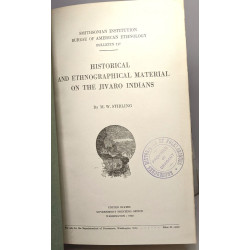 SMITHSONIAN INSTITUTION
BUREAU OF AMERICAN ETHNOLOGY
BULLETIN 117
HISTORICAL
AND ETHNOGRAPHICAL MATERIAL
ON THE JIVARO INDIANS
By M. W. STIRLING
UNITED STATES
GOVERNMENT PRINTING OFFICE
WASHINGTON : 1938